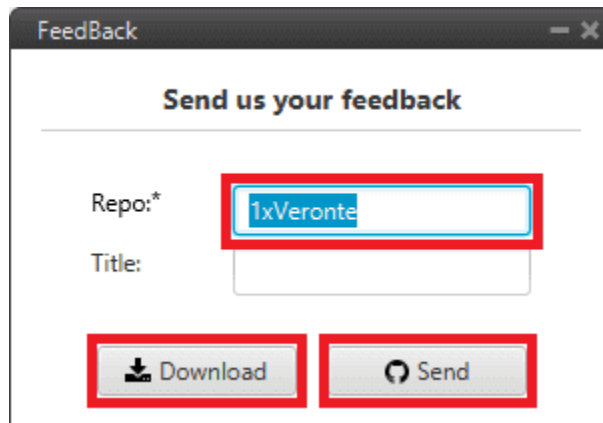 FeedBack
Send us your feedback
Repo:* 1xVeronte
Title:
Download Send